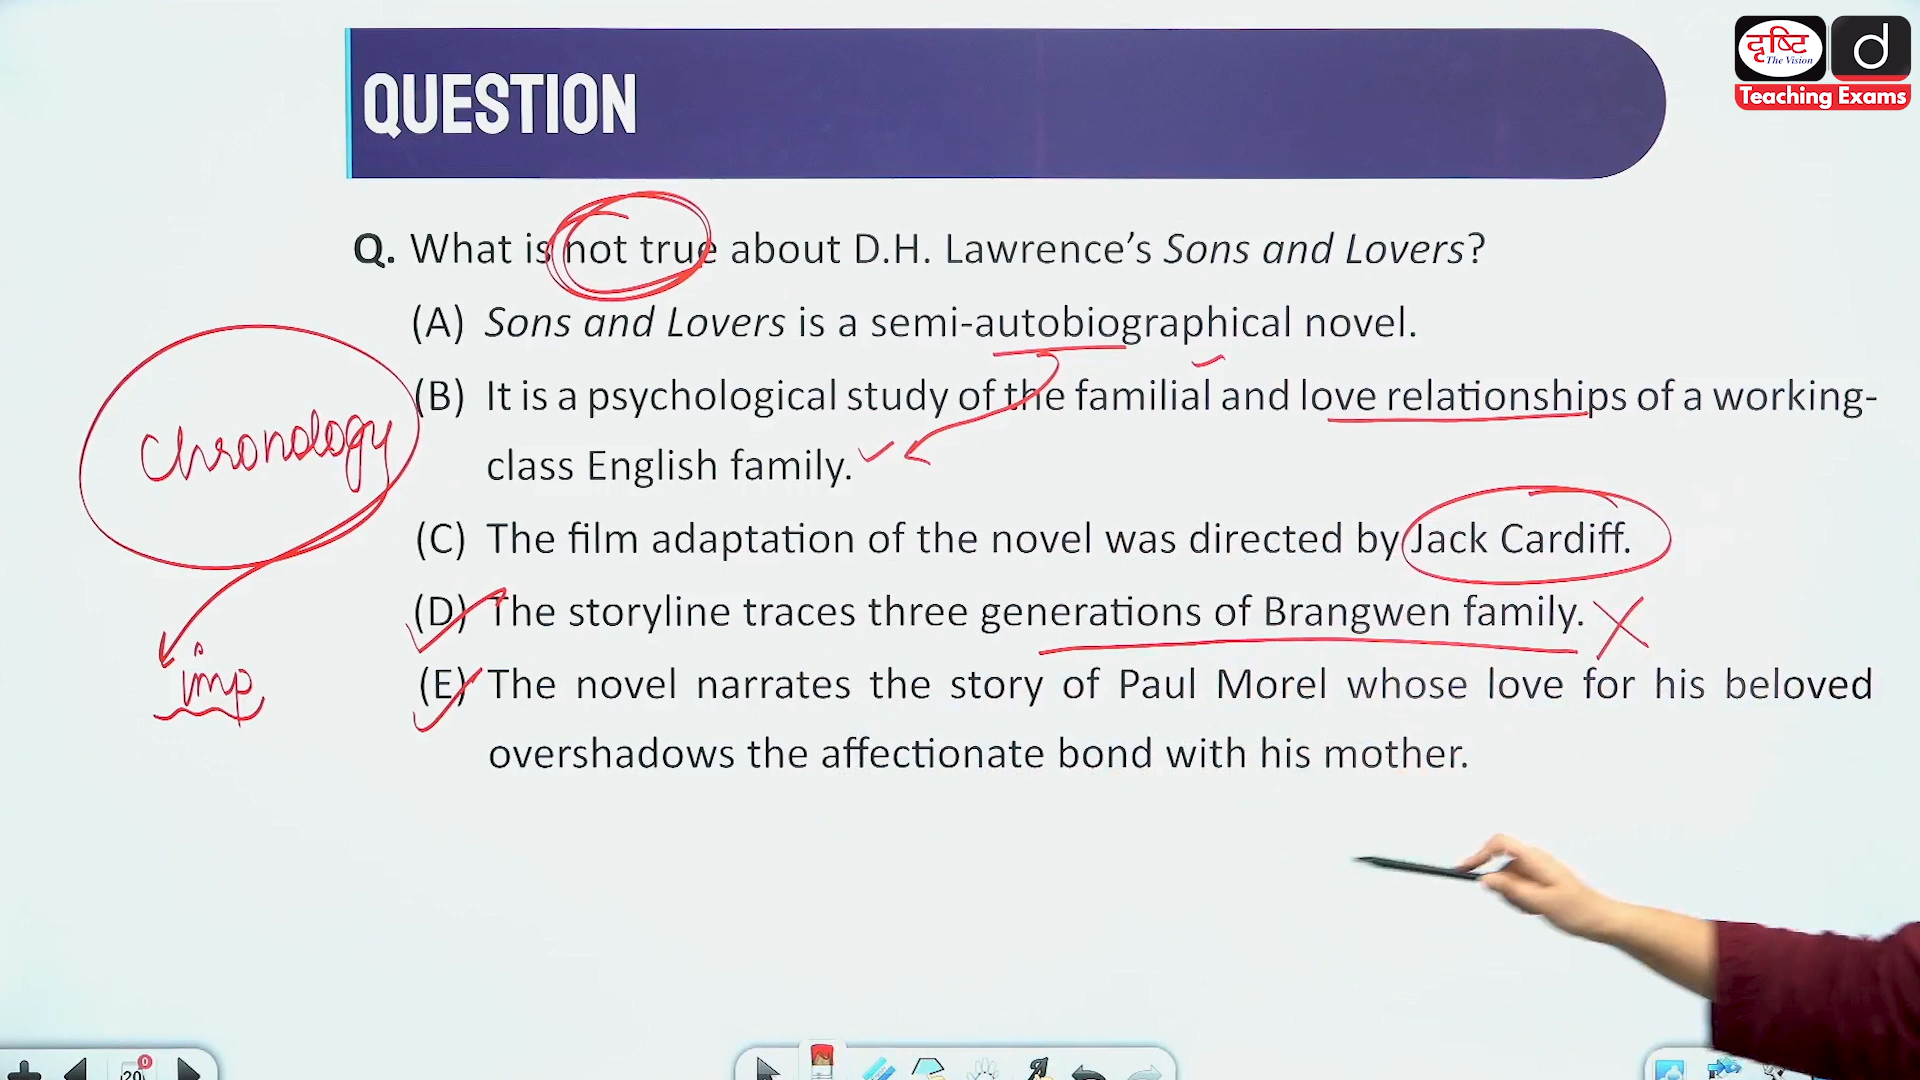 दृष्टि
The Vision
d
Teaching Exams
QUESTION
Q. What is not true about D.H. Lawrence’s Sons and Lovers?
(A) Sons and Lovers is a semi-autobiographical novel.
(B) It is a psychological study of the familial and love relationships of a working-
class English family.
(C) The film adaptation of the novel was directed by Jack Cardiff.
(D) The storyline traces three generations of Brangwen family.
(E) The novel narrates the story of Paul Morel whose love for his beloved
overshadows the affectionate bond with his mother.
chronology
imp
0
20